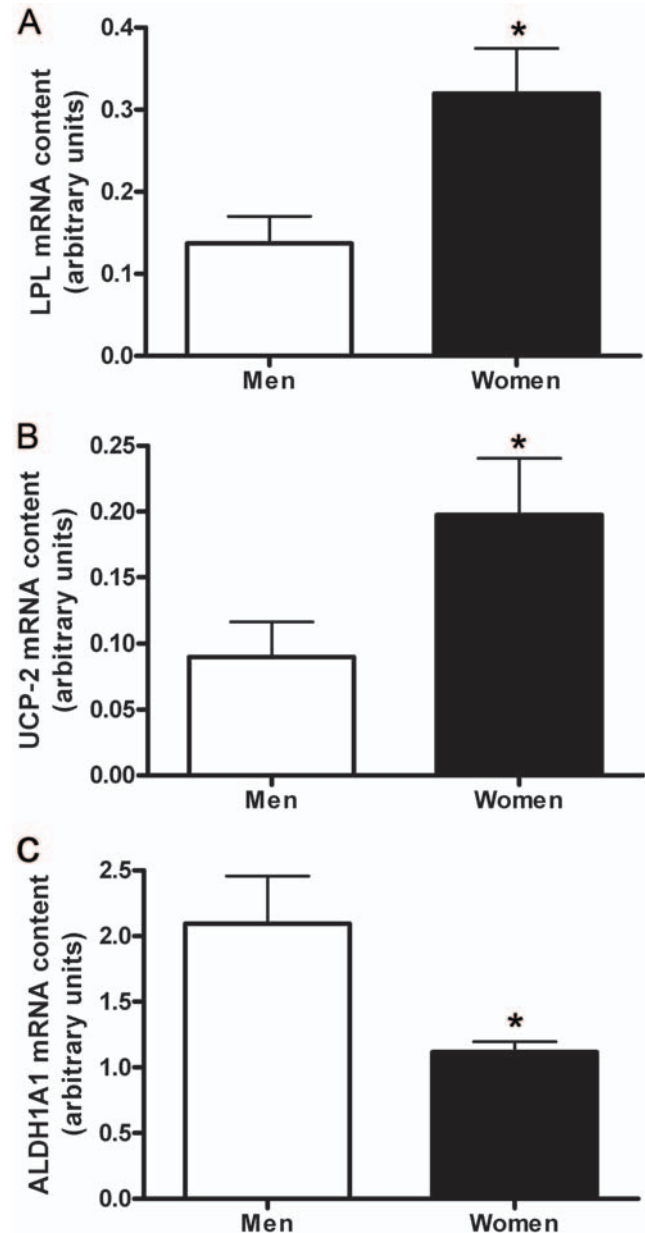 A
LPL mRNA content
(arbitrary units)
0.4
0.3
0.2
0.1
0.0
*
Men
Women
B
UCP-2 mRNA content
(arbitrary units)
0.25
0.20
0.15
0.10
0.05
0.00
*
Men
Women
C
ALDH1A1 mRNA content
(arbitrary units)
2.5
2.0
1.5
1.0
0.5
0.0
*
Men
Women